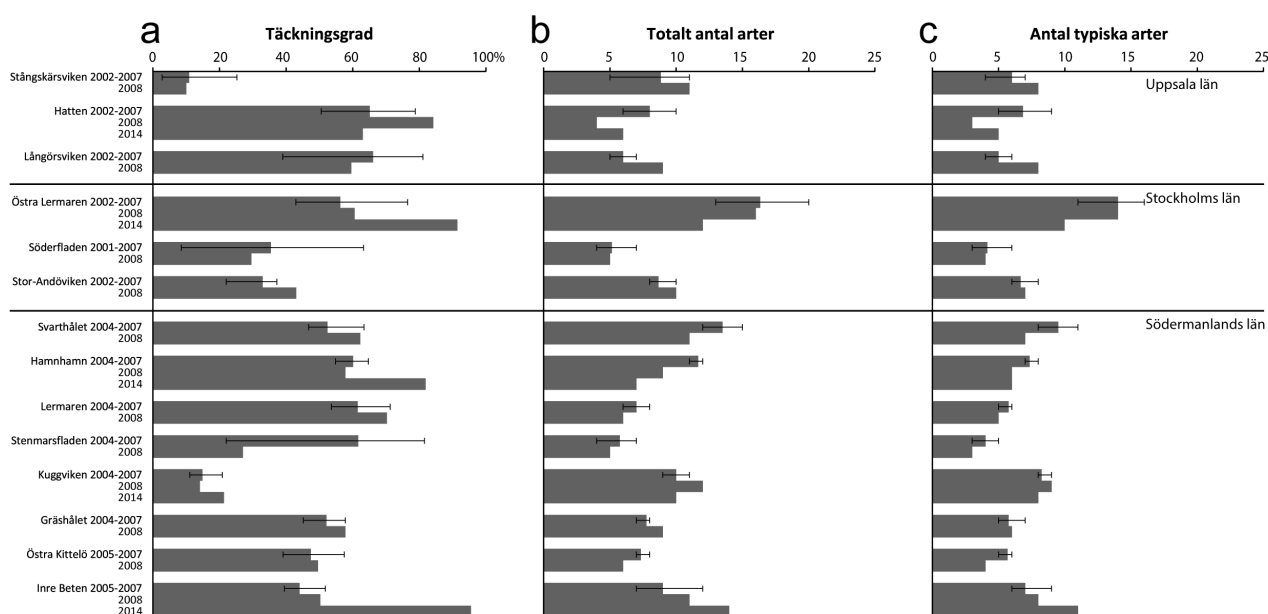 a Täckningsgrad b Totalt antal arter c Antal typiska arter
0 20 40 60 80 100% 0 5 10 15 20 25 0 5 10 15 20 25
Stångskärsviken 2002-2007 Uppsala län
2008
Hatten 2002-2007
2008
2014
Långörsviken 2002-2007
2008
Östra Lermaren 2002-2007 Stockholms län
2008
2014
Söderfladen 2001-2007
2008
Stor-Andöviken 2002-2007
2008
Svarthålet 2004-2007 Södermanlands län
2008
Hamnhamn 2004-2007
2008
2014
Lermaren 2004-2007
2008
Stenmarsfladen 2004-2007
2008
Kuggviken 2004-2007
2008
2014
Gräshålet 2004-2007
2008
Östra Kittelö 2005-2007
2008
Inre Beten 2005-2007
2008
2014